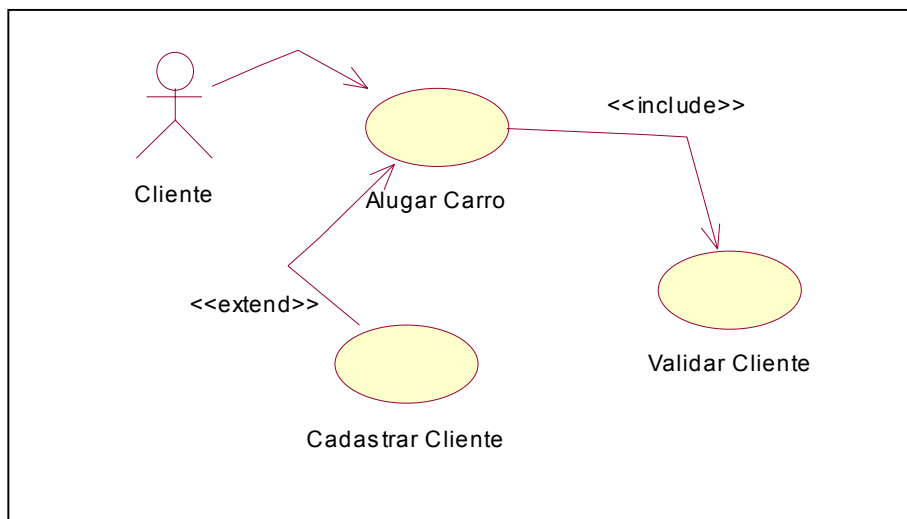 <<include>>
Cliente
Alugar Carro
<<extend>>
Validar Cliente
Cadastrar Cliente